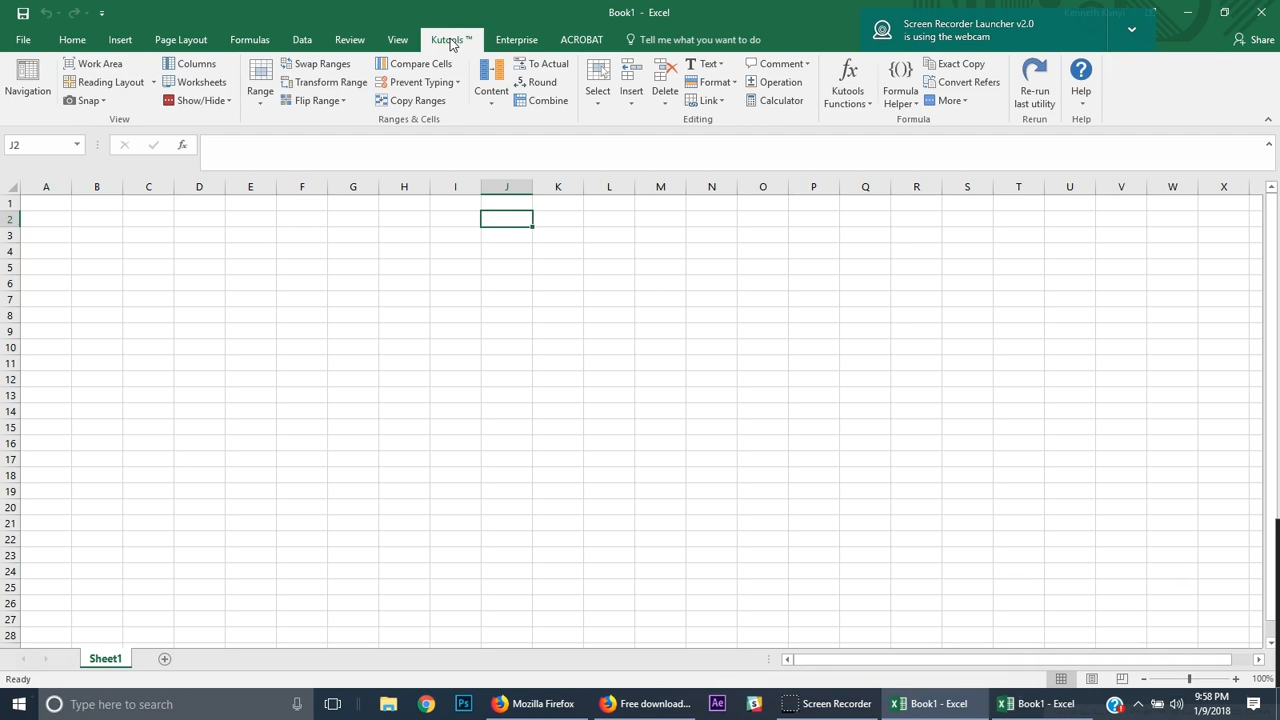 Book1 - Excel
Screen Recorder Launcher v2.0
is using the webcam
File Home Insert Page Layout Formulas Data Review View Kutools ™ Enterprise ACROBAT Tell me what you want to do Share
Navigation
Work Area
Reading Layout
Snap
Columns
Worksheets
Show/Hide
View
Range
Swap Ranges
Transform Range
Flip Range
Compare Cells
Prevent Typing
Copy Ranges
Content
To Actual
Round
Combine
Ranges & Cells
Select
Insert
Delete
Text
Format
Link
Comment
Operation
Calculator
Editing
Kutools
Functions
Formula
Helper
Exact Copy
Convert Refers
More
Formula
Re-run
last utility
Rerun
Help
Help
J2
fx
A B C D E F G H I J K L M N O P Q R S T U V W X
1
2
3
4
5
6
7
8
9
10
11
12
13
14
15
16
17
18
19
20
21
22
23
24
25
26
27
28
Sheet1
Ready
100%
Type here to search
Ps
Mozilla Firefox
Free download...
Ae
Screen Recorder
Book1 - Excel
Book1 - Excel
9:58 PM
1/9/2018